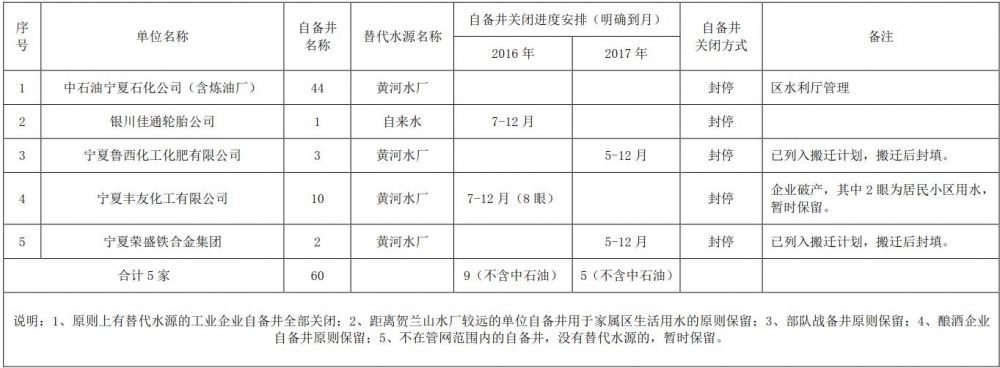 序号 单位名称 自备井名称 替代水源名称 自备井关闭进度安排（明确到月） 自备井关闭方式 备注
2016 年 2017 年
1 中石油宁夏石化公司（含炼油厂） 44 黄河水厂 封停 区水利厅管理
2 银川佳通轮胎公司 1 自来水 7-12 月 封停
3 宁夏鲁西化工化肥有限公司 3 黄河水厂 5-12 月 封停 已列入搬迁计划，搬迁后封填。
4 宁夏丰友化工有限公司 10 黄河水厂 7-12 月（8 眼） 封停 企业破产，其中 2 眼为居民小区用水，
暂时保留。
5 宁夏荣盛铁合金集团 2 黄河水厂 5-12 月 封停 已列入搬迁计划，搬迁后封填。
合计 5 家 60 9（不含中石油） 5（不含中石油）
说明：1、原则上有替代水源的工业企业自备井全部关闭；2、距离贺兰山水厂较远的单位自备井用于家属区生活用水的原则保留；3、部队战备井原则保留；4、酿酒企业
自备井原则保留；5、不在管网范围内的自备井，没有替代水源的，暂时保留。